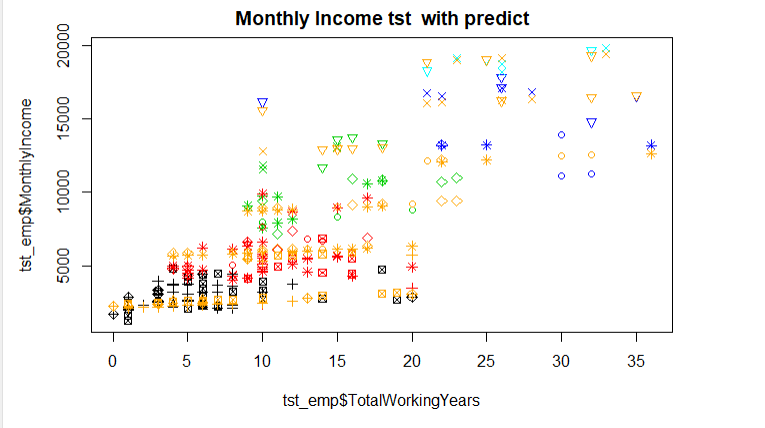 Monthly Income tst with predict
tst_emp$MonthlyIncome
20000
15000
10000
5000
0 5 10 15 20 25 30 35
tst_emp$TotalWorkingYears